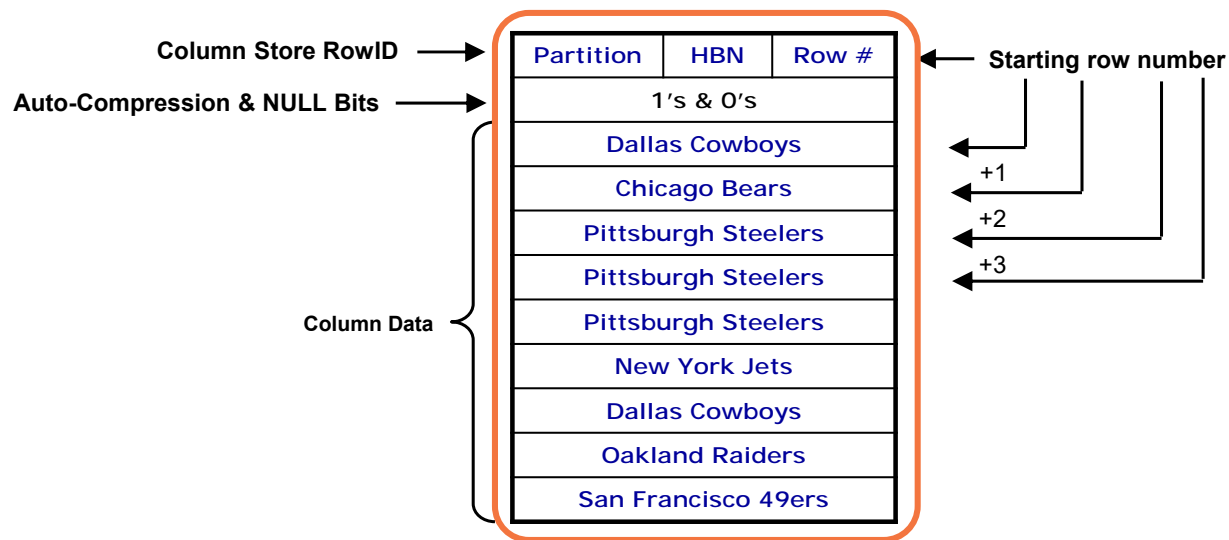 Column Store RowID
Partition
HBN
Row #
Starting row number
Auto-Compression & NULL Bits
1's & 0's
Dallas Cowboys
Chicago Bears
+1
Pittsburgh Steelers
+2
Pittsburgh Steelers
+3
Column Data
Pittsburgh Steelers
New York Jets
Dallas Cowboys
Oakland Raiders
San Francisco 49ers